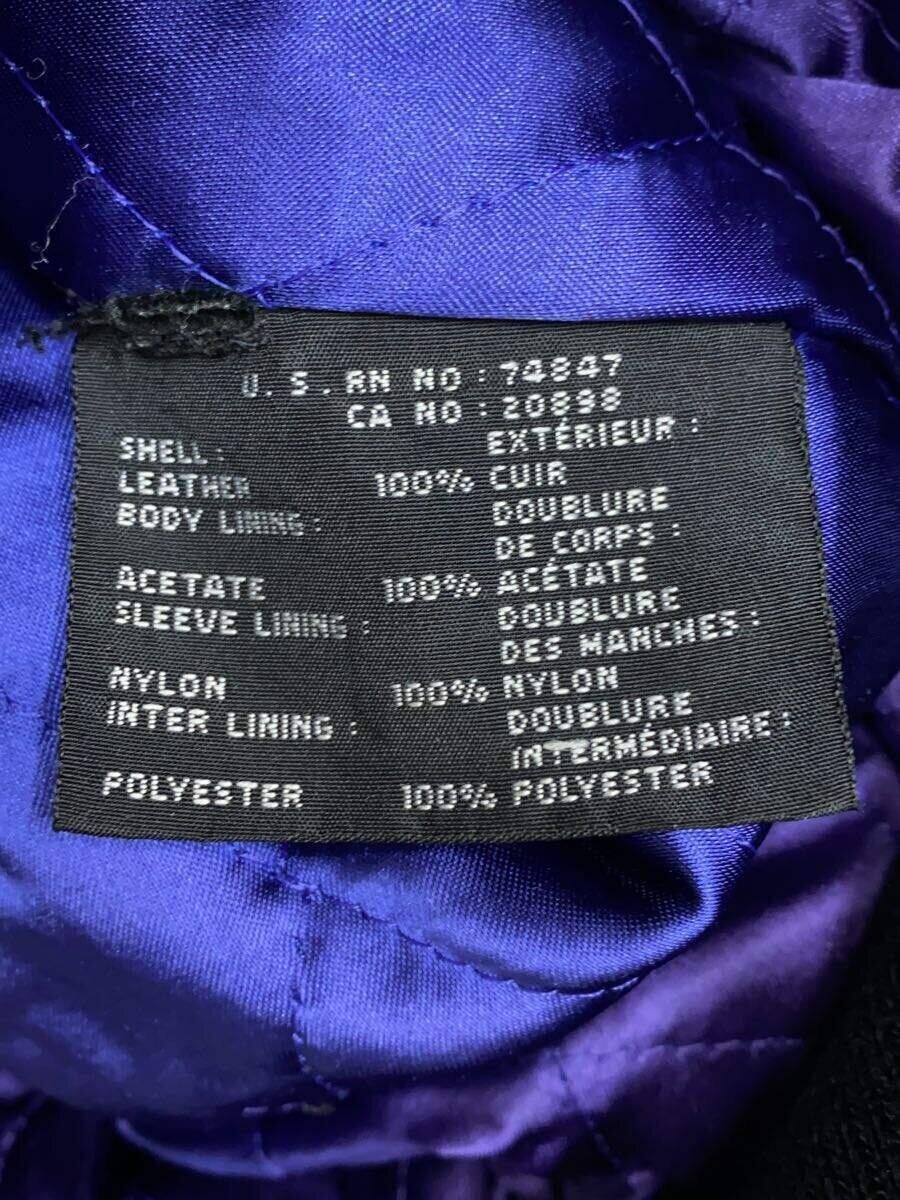 U.S.RN NO : 74847
CA NO : 20898
SHELL : EXTÉRIEUR :
LEATHER 100% CUIR
BODY LINING : DOUBLURE
DE CORPS :
ACETATE 100% ACÉTATE
SLEEVE LINING : DOUBLURE
DES MANCHES :
NYLON 100% NYLON
INTER LINING : DOUBLURE
INTERMÉDIAIRE :
POLYESTER 100% POLYESTER